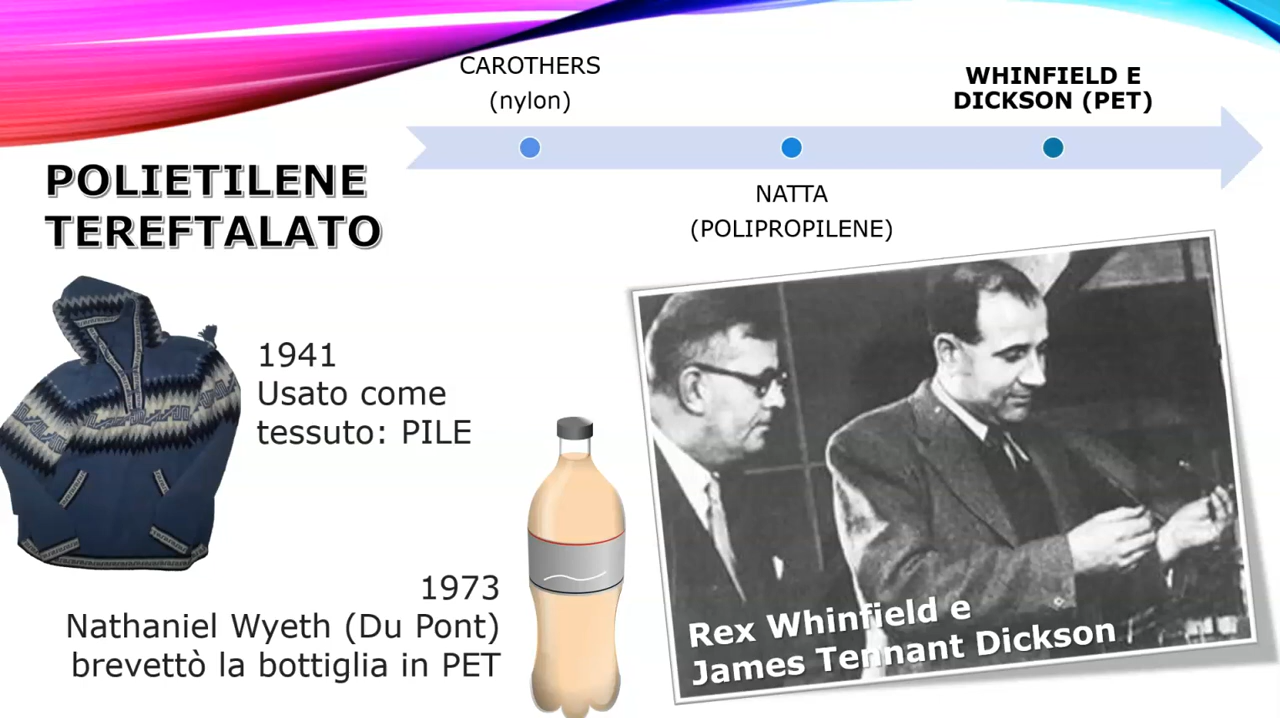 CAROTHERS
(nylon)
WHINFIELD E
DICKSON (PET)
NATTA
(POLIPROPILENE)
POLIETILENE
TEREFTALATO
1941
Usato come
tessuto: PILE
1973
Nathaniel Wyeth (Du Pont)
brevettò la bottiglia in PET
Rex Whinfield e
James Tennant Dickson